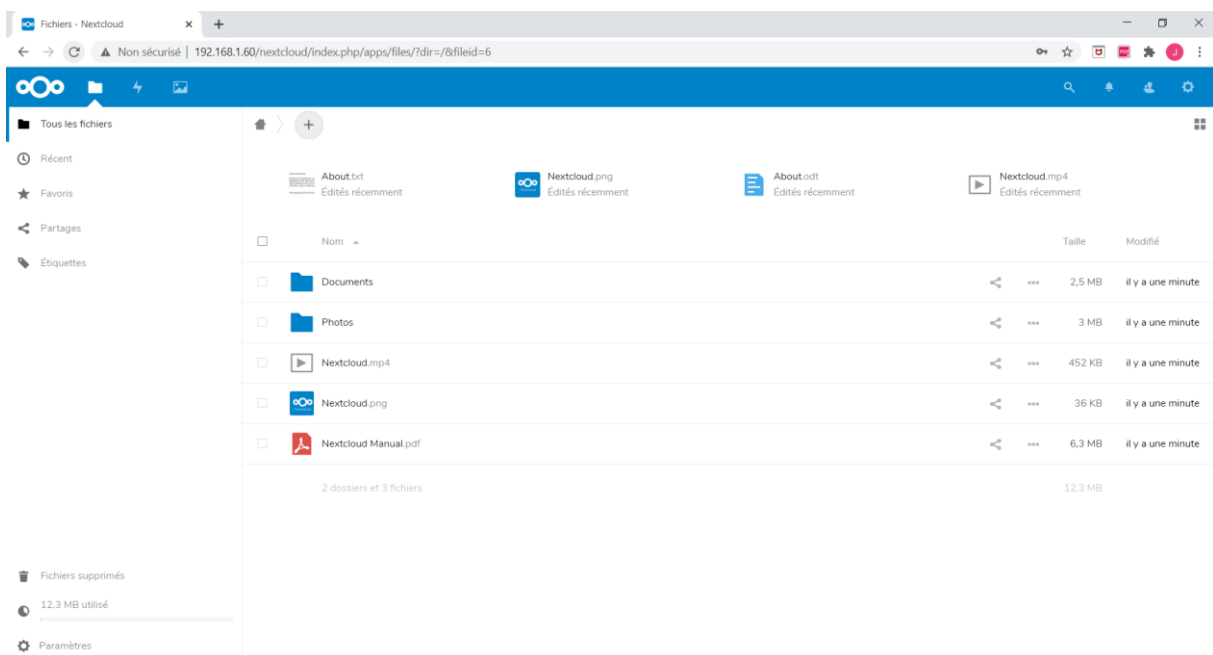 Fichiers - Nextcloud
Non sécurisé | 192.168.1.60/nextcloud/index.php/apps/files/?dir=/&fileid=6
J
Tous les fichiers
Récent
Favoris
Partages
Étiquettes
About.txt
Édités récemment
Nextcloud.png
Édités récemment
About.odt
Édités récemment
Nextcloud.mp4
Édités récemment
Nom Taille Modifié
Documents 2,5 MB il y a une minute
Photos 3 MB il y a une minute
Nextcloud.mp4 452 KB il y a une minute
Nextcloud.png 36 KB il y a une minute
Nextcloud Manual.pdf 6,3 MB il y a une minute
2 dossiers et 3 fichiers 12,3 MB
Fichiers supprimés
12.3 MB utilisé
Paramètres